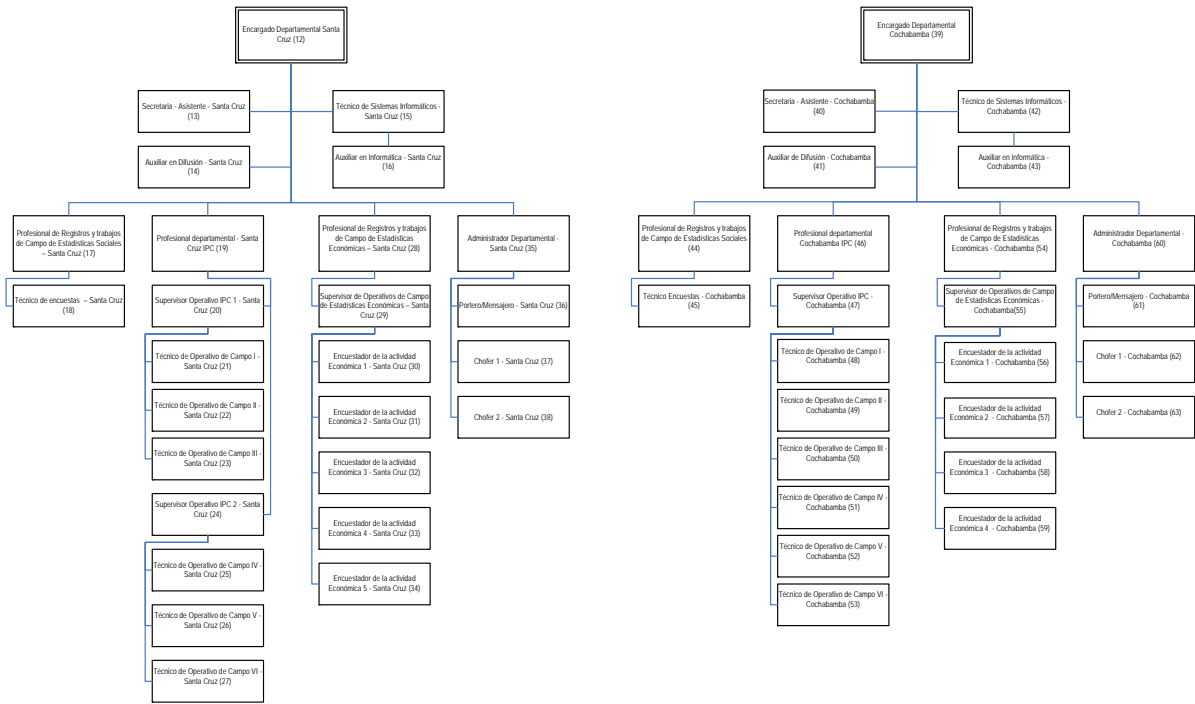 Encargado Departamental Santa
Cruz (12)
Secretaria - Asistente - Santa Cruz
(13)
Técnico de Sistemas Informáticos -
Santa Cruz (15)
Auxiliar en Difusión - Santa Cruz
(14)
Auxiliar en Informática - Santa Cruz
(16)
Profesional de Registros y trabajos
de Campo de Estadísticas Sociales
– Santa Cruz (17)
Técnico de encuestas – Santa Cruz
(18)
Profesional departamental - Santa
Cruz IPC (19)
Supervisor Operativo IPC 1 - Santa
Cruz (20)
Técnico de Operativo de Campo I -
Santa Cruz (21)
Técnico de Operativo de Campo II -
Santa Cruz (22)
Técnico de Operativo de Campo III -
Santa Cruz (23)
Supervisor Operativo IPC 2 - Santa
Cruz (24)
Técnico de Operativo de Campo IV -
Santa Cruz (25)
Técnico de Operativo de Campo V -
Santa Cruz (26)
Técnico de Operativo de Campo VI -
Santa Cruz (27)
Profesional de Registros y trabajos
de Campo de Estadísticas
Económicas – Santa Cruz (28)
Supervisor de Operativos de Campo
de Estadísticas Económicas – Santa
Cruz (29)
Encuestador de la actividad
Económica 1 - Santa Cruz (30)
Encuestador de la actividad
Económica 2 - Santa Cruz (31)
Encuestador de la actividad
Económica 3 - Santa Cruz (32)
Encuestador de la actividad
Económica 4 - Santa Cruz (33)
Encuestador de la actividad
Económica 5 - Santa Cruz (34)
Administrador Departamental -
Santa Cruz (35)
Portero/Mensajero - Santa Cruz (36)
Chofer 1 - Santa Cruz (37)
Chofer 2 - Santa Cruz (38)
Encargado Departamental
Cochabamba (39)
Secretaria - Asistente - Cochabamba
(40)
Técnico de Sistemas Informáticos -
Cochabamba (42)
Auxiliar de Difusión - Cochabamba
(41)
Auxiliar en Informática -
Cochabamba (43)
Profesional de Registros y trabajos
de Campo de Estadísticas Sociales
(44)
Técnico Encuestas - Cochabamba
(45)
Profesional departamental
Cochabamba IPC (46)
Supervisor Operativo IPC -
Cochabamba (47)
Técnico de Operativo de Campo I -
Cochabamba (48)
Técnico de Operativo de Campo II -
Cochabamba (49)
Técnico de Operativo de Campo III -
Cochabamba (50)
Técnico de Operativo de Campo IV -
Cochabamba (51)
Técnico de Operativo de Campo V -
Cochabamba (52)
Técnico de Operativo de Campo VI -
Cochabamba (53)
Profesional de Registros y trabajos
de Campo de Estadísticas
Económicas - Cochabamba (54)
Supervisor de Operativos de Campo
de Estadísticas Económicas -
Cochabamba(55)
Encuestador de la actividad
Económica 1 - Cochabamba (56)
Encuestador de la actividad
Económica 2 - Cochabamba (57)
Encuestador de la actividad
Económica 3 - Cochabamba (58)
Encuestador de la actividad
Económica 4 - Cochabamba (59)
Administrador Departamental -
Cochabamba (60)
Portero/Mensajero - Cochabamba
(61)
Chofer 1 - Cochabamba (62)
Chofer 2 - Cochabamba (63)